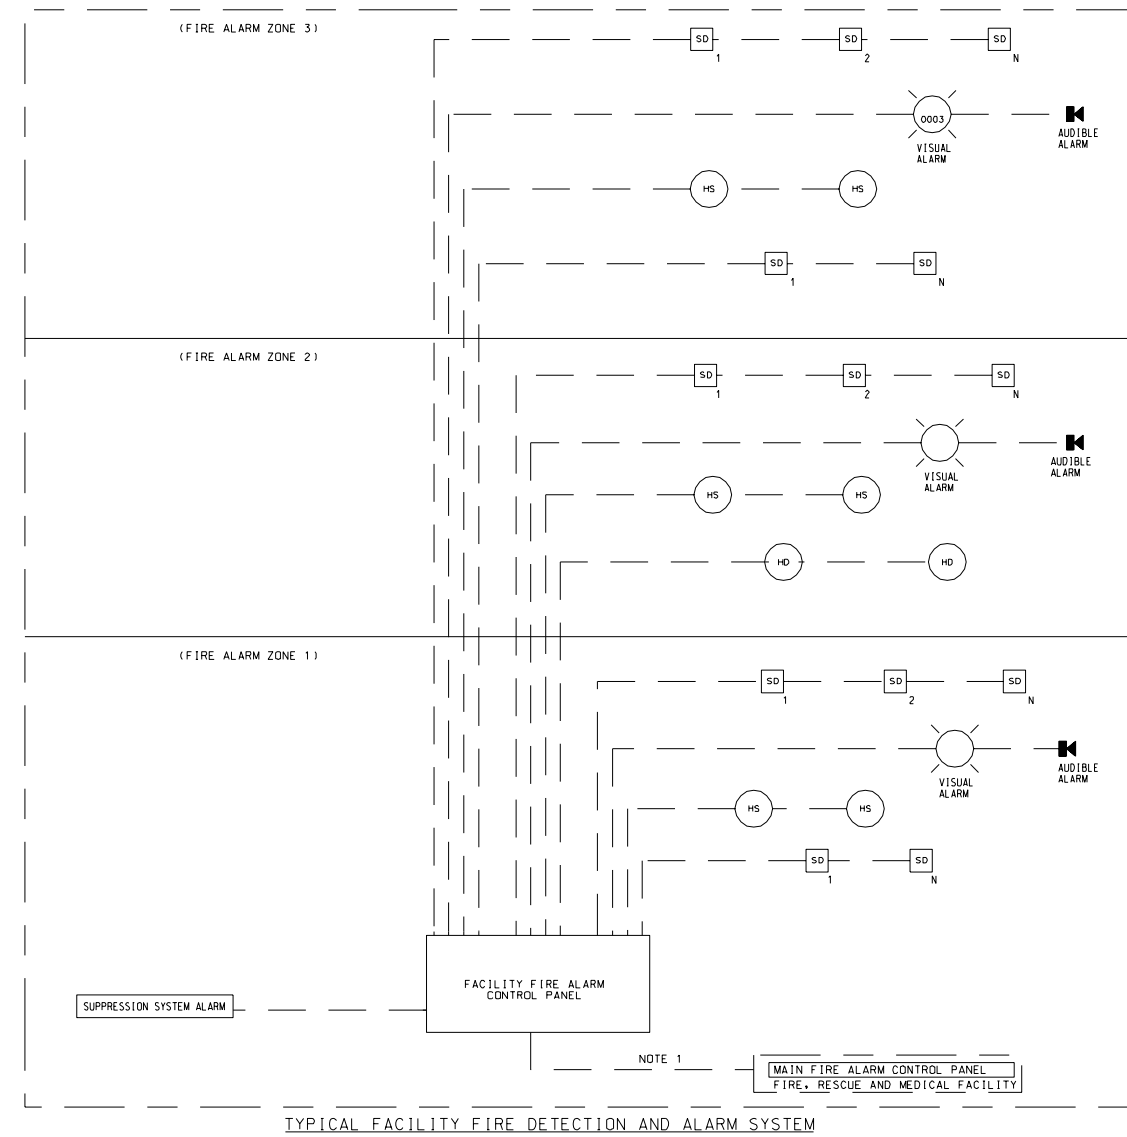 (FIRE ALARM ZONE 3)
SD SD SD
1 2 N
0003
VISUAL
ALARM
AUDIBLE
ALARM
HS HS
SD SD
1 N
(FIRE ALARM ZONE 2)
SD SD SD
1 2 N
VISUAL
ALARM
AUDIBLE
ALARM
HS HS
HD HD
(FIRE ALARM ZONE 1)
SD SD SD
1 2 N
VISUAL
ALARM
AUDIBLE
ALARM
HS HS
SD SD
1 N
FACILITY FIRE ALARM
CONTROL PANEL
SUPPRESSION SYSTEM ALARM
NOTE 1
MAIN FIRE ALARM CONTROL PANEL
FIRE, RESCUE AND MEDICAL FACILITY
TYPICAL FACILITY FIRE DETECTION AND ALARM SYSTEM